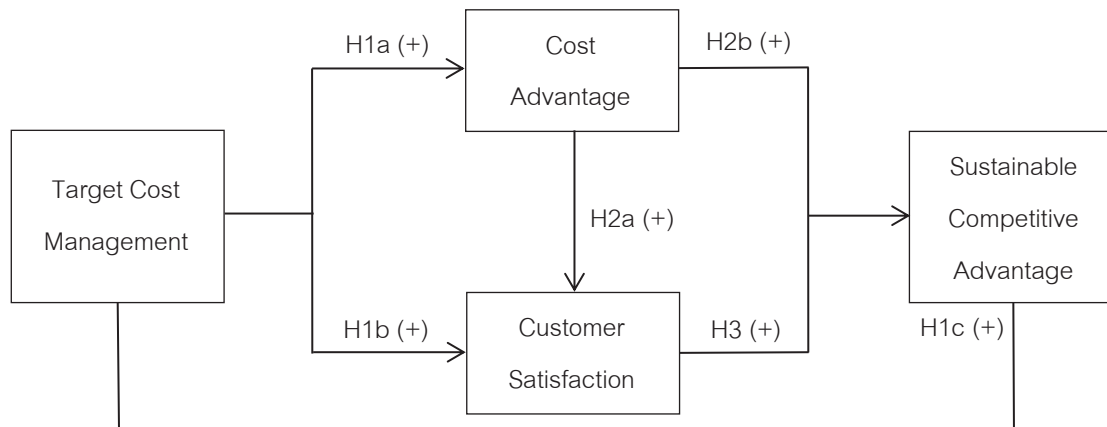 H1a (+)
Cost
Advantage
H2b (+)
Target Cost
Management
H2a (+)
Sustainable
Competitive
Advantage
H1b (+)
Customer
Satisfaction
H3 (+)
H1c (+)